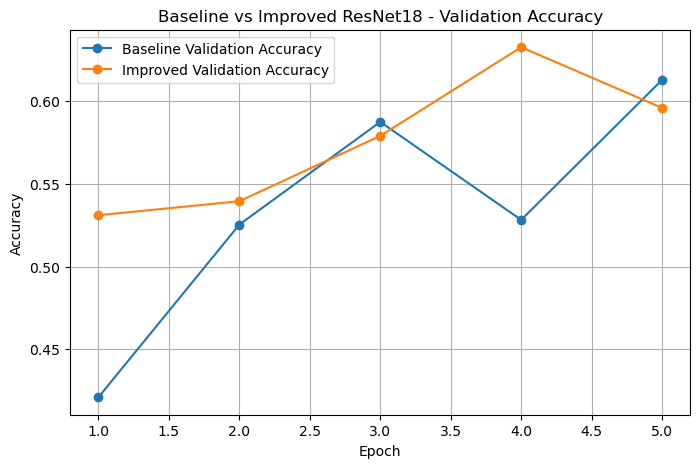 Baseline vs Improved ResNet18 - Validation Accuracy
Baseline Validation Accuracy
Improved Validation Accuracy
Accuracy
0.60
0.55
0.50
0.45
1.0 1.5 2.0 2.5 3.0 3.5 4.0 4.5 5.0
Epoch